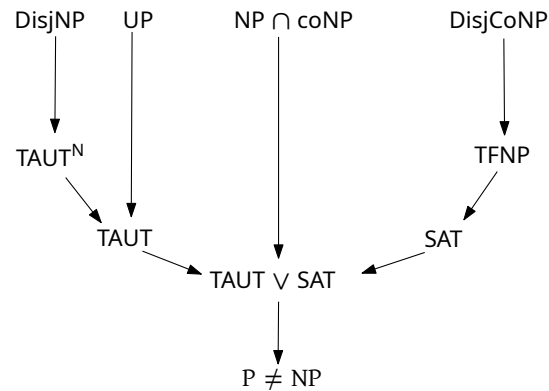 DisjNP UP NP ∩ coNP DisjCoNP
TAUT^N TFNP
TAUT SAT
TAUT ∨ SAT
P ≠ NP